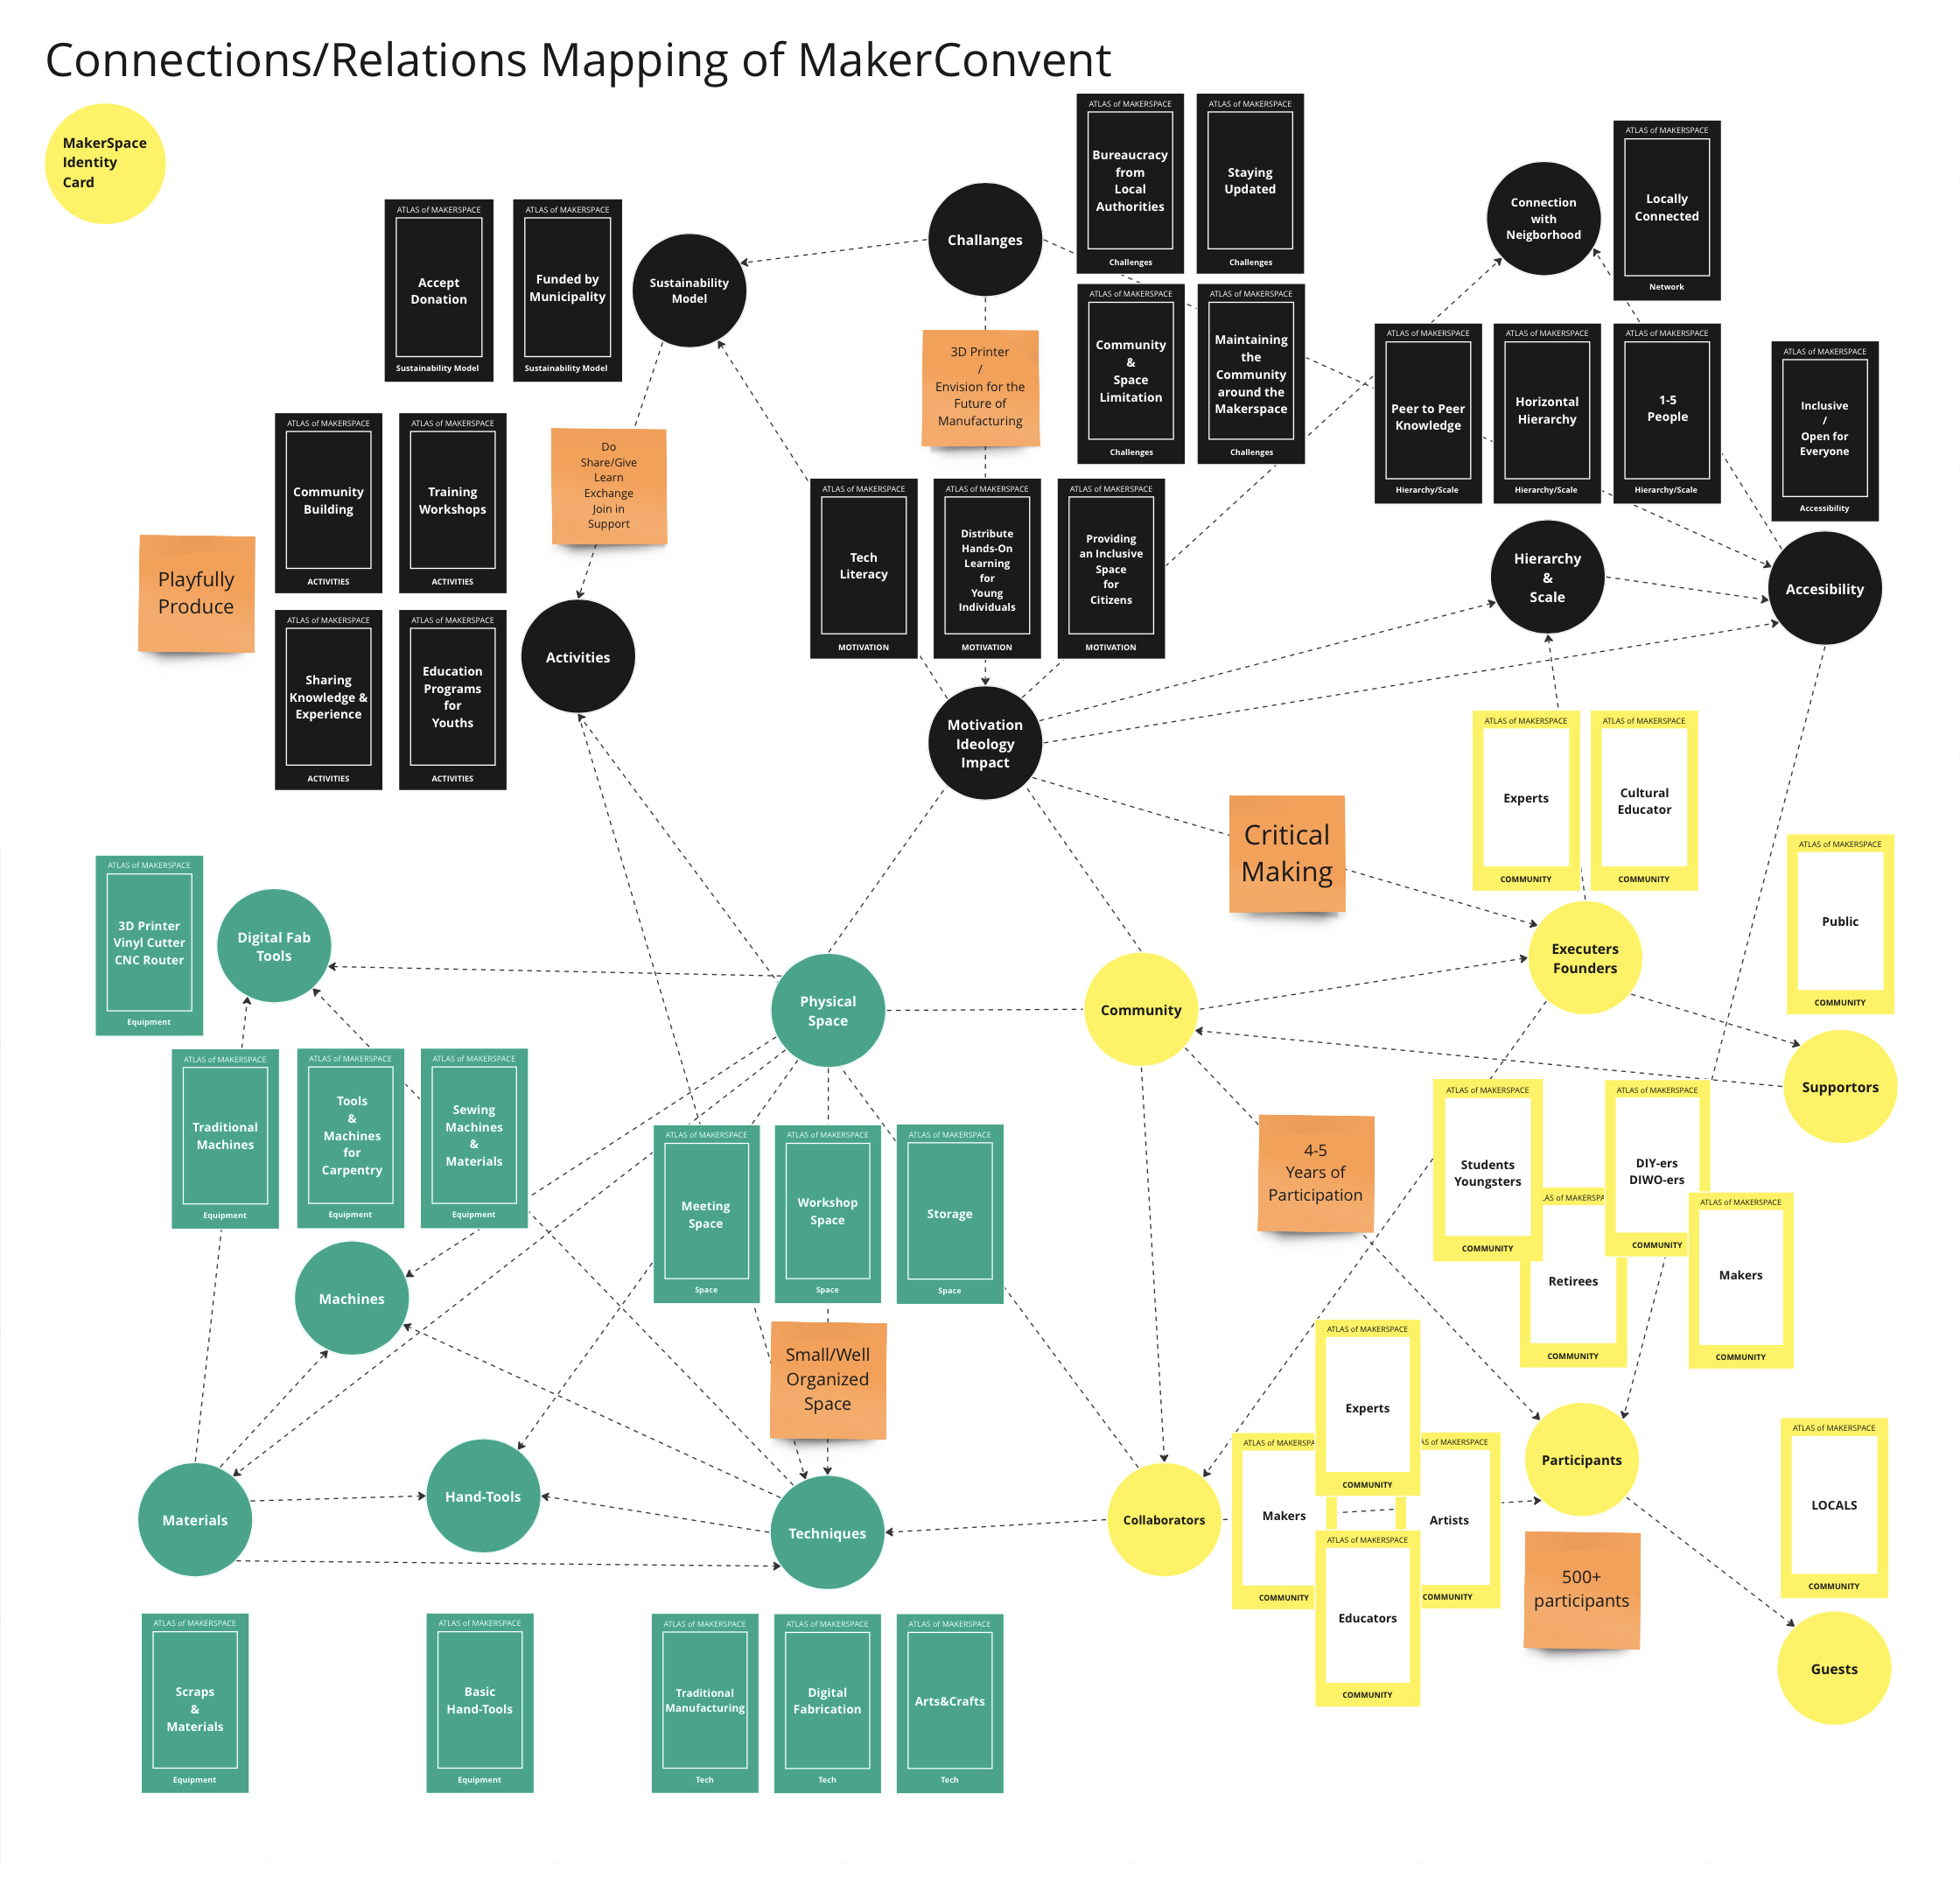 Connections/Relations Mapping of MakerConvent
MakerSpace
Identity
Card
ATLAS of MAKERSPACE
Accept
Donation
Sustainability Model
ATLAS of MAKERSPACE
Funded by
Municipality
Sustainability Model
Sustainability
Model
Challanges
ATLAS of MAKERSPACE
Bureaucracy
from
Local
Authorities
Challenges
ATLAS of MAKERSPACE
Staying
Updated
Challenges
ATLAS of MAKERSPACE
Community
&
Space
Limitation
Challenges
ATLAS of MAKERSPACE
Maintaining
the
Community
around the
Makerspace
Challenges
Connection
with
Neigborhood
ATLAS of MAKERSPACE
Locally
Connected
Network
ATLAS of MAKERSPACE
Peer to Peer
Knowledge
Hierarchy/Scale
ATLAS of MAKERSPACE
Horizontal
Hierarchy
Hierarchy/Scale
ATLAS of MAKERSPACE
1-5
People
Hierarchy/Scale
ATLAS of MAKERSPACE
Inclusive
/
Open for
Everyone
Accessibility
3D Printer
/
Envision for the
Future of
Manufacturing
Do
Share/Give
Learn
Exchange
Join in
Support
Playfully
Produce
ATLAS of MAKERSPACE
Community
Building
ACTIVITIES
ATLAS of MAKERSPACE
Training
Workshops
ACTIVITIES
ATLAS of MAKERSPACE
Sharing
Knowledge &
Experience
ACTIVITIES
ATLAS of MAKERSPACE
Education
Programs
for
Youths
ACTIVITIES
Activities
ATLAS of MAKERSPACE
Tech
Literacy
MOTIVATION
ATLAS of MAKERSPACE
Distribute
Hands-On
Learning
for
Young
Individuals
MOTIVATION
ATLAS of MAKERSPACE
Providing
an Inclusive
Space
for
Citizens
MOTIVATION
Hierarchy
&
Scale
Accesibility
Motivation
Ideology
Impact
Critical
Making
ATLAS of MAKERSPACE
Experts
COMMUNITY
ATLAS of MAKERSPACE
Cultural
Educator
COMMUNITY
ATLAS of MAKERSPACE
Public
COMMUNITY
ATLAS of MAKERSPACE
3D Printer
Vinyl Cutter
CNC Router
Equipment
Digital Fab
Tools
Physical
Space
Community
Executers
Founders
Supportors
ATLAS of MAKERSPACE
Traditional
Machines
Equipment
ATLAS of MAKERSPACE
Tools
&
Machines
for
Carpentry
Equipment
ATLAS of MAKERSPACE
Sewing
Machines
&
Materials
Equipment
ATLAS of MAKERSPACE
Meeting
Space
Space
ATLAS of MAKERSPACE
Workshop
Space
Space
ATLAS of MAKERSPACE
Storage
Space
4-5
Years of
Participation
ATLAS of MAKERSPACE
Students
Youngsters
COMMUNITY
LAS of MAKERSPA
Retirees
COMMUNITY
ATLAS of MAKERSPACE
DIY-ers
DIWO-ers
COMMUNITY
ATLAS of MAKERSPACE
Makers
COMMUNITY
Machines
Small/Well
Organized
Space
ATLAS of MAKERSPACE
Experts
COMMUNITY
ATLAS of MAKERSPA
Makers
COMMUNITY
AS of MAKERSPACE
Artists
COMMUNITY
ATLAS of MAKERSPACE
Educators
COMMUNITY
Participants
ATLAS of MAKERSPACE
LOCALS
COMMUNITY
Materials
Hand-Tools
Techniques
Collaborators
500+
participants
Guests
ATLAS of MAKERSPACE
Scraps
&
Materials
Equipment
ATLAS of MAKERSPACE
Basic
Hand-Tools
Equipment
ATLAS of MAKERSPACE
Traditional
Manufacturing
Tech
ATLAS of MAKERSPACE
Digital
Fabrication
Tech
ATLAS of MAKERSPACE
Arts&Crafts
Tech